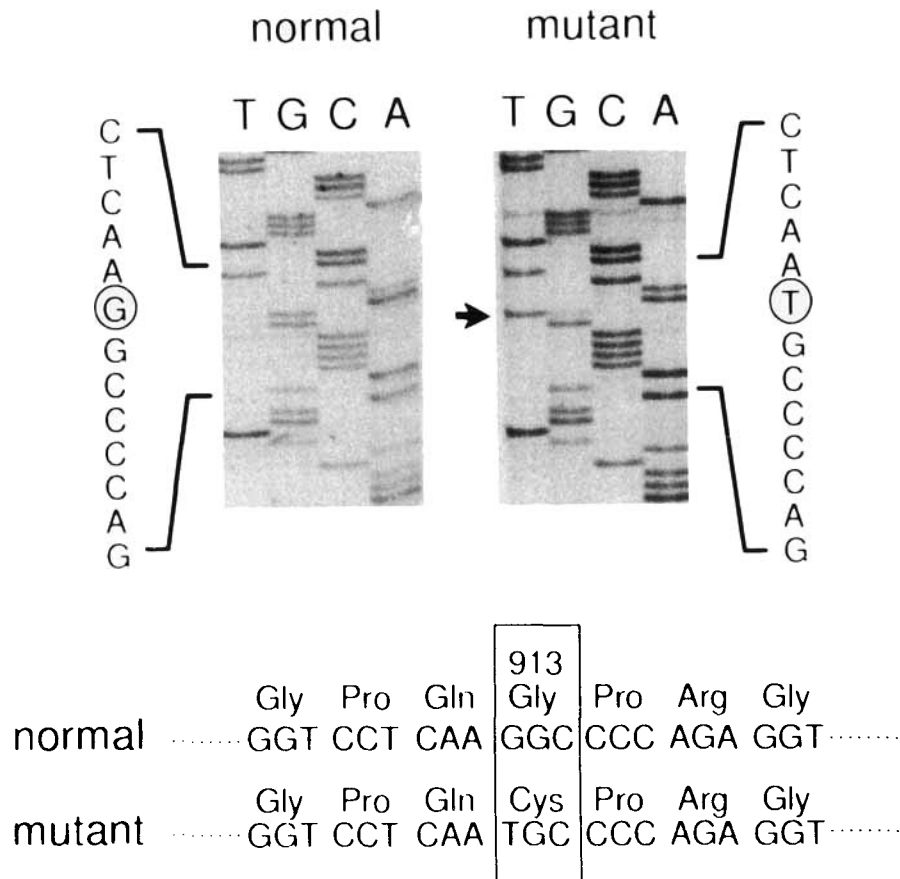 normal mutant
T G C A T G C A
C
T
C
A
A
G
G
C
C
C
C
A
G
C
T
C
A
A
T
G
C
C
C
C
A
G
913
Gly Pro Gln Gly Pro Arg Gly
normal ········GGT CCT CAA GGC CCC AGA GGT········
Gly Pro Gln Cys Pro Arg Gly
mutant ········GGT CCT CAA TGC CCC AGA GGT········